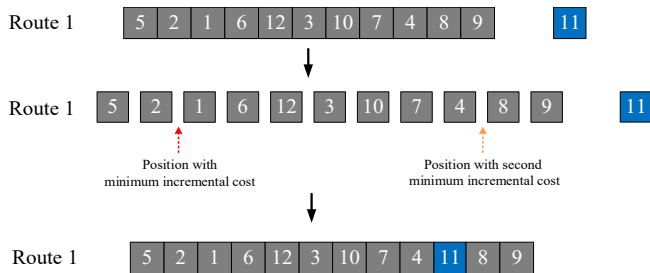 Route 1 5 2 1 6 12 3 10 7 4 8 9 11
Route 1 5 2 1 6 12 3 10 7 4 8 9 11
Position with minimum incremental cost
Position with second minimum incremental cost
Route 1 5 2 1 6 12 3 10 7 4 11 8 9